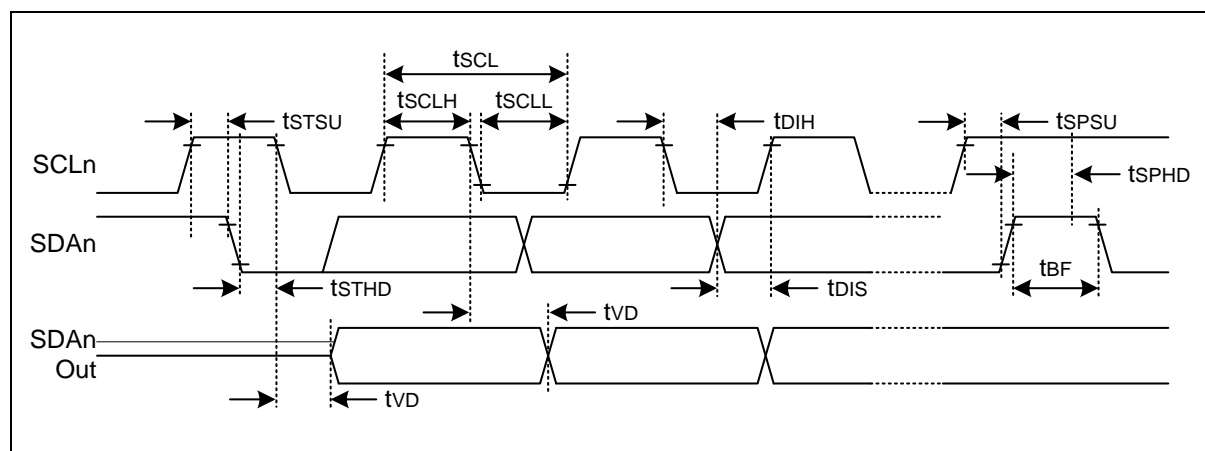 tSCL
tSCLH
tSCLL
tSTSU
tDIH
tSPSU
SCLn
tSPHD
SDAn
tSTHD
tDIS
tBF
tVD
SDAn
Out
tVD